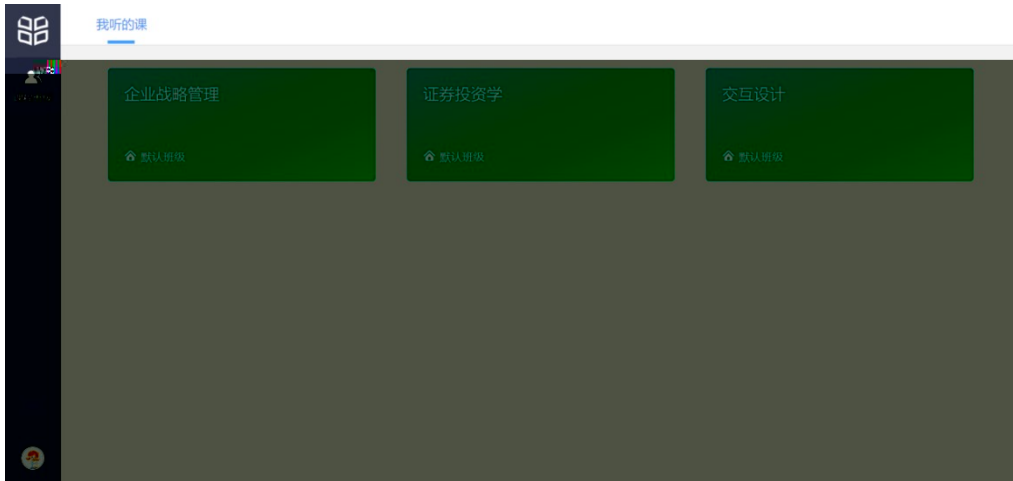 我听的课
企业战略管理
证券投资学
交互设计
默认班级
默认班级
默认班级